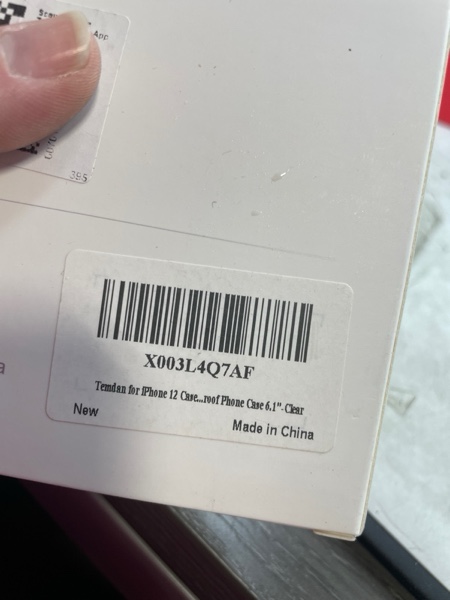 App
395
X003L4Q7AF
Temdan for iPhone 12 Case...roof Phone Case 6.1"-Clear
New
Made in China